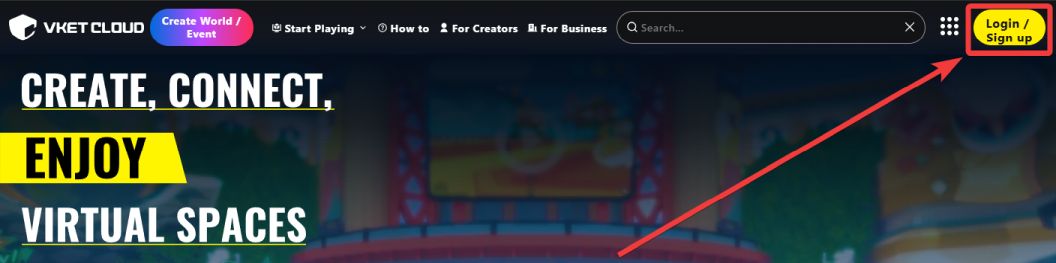 VKET CLOUD
Create World /
Event
Start Playing
How to
For Creators
For Business
Search...
Login /
Sign up
CREATE, CONNECT,
ENJOY
VIRTUAL SPACES